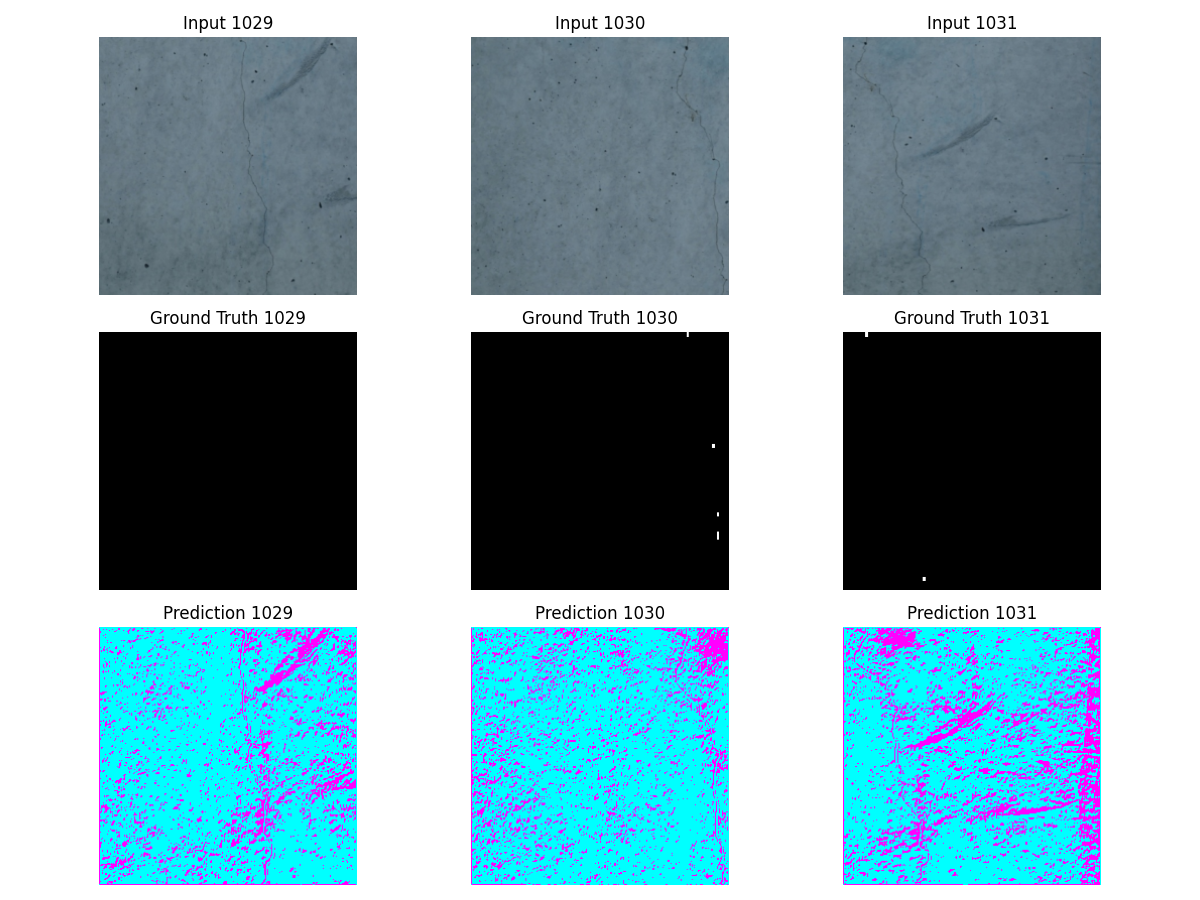 Input 1029
Input 1030
Input 1031
Ground Truth 1029
Ground Truth 1030
Ground Truth 1031
Prediction 1029
Prediction 1030
Prediction 1031